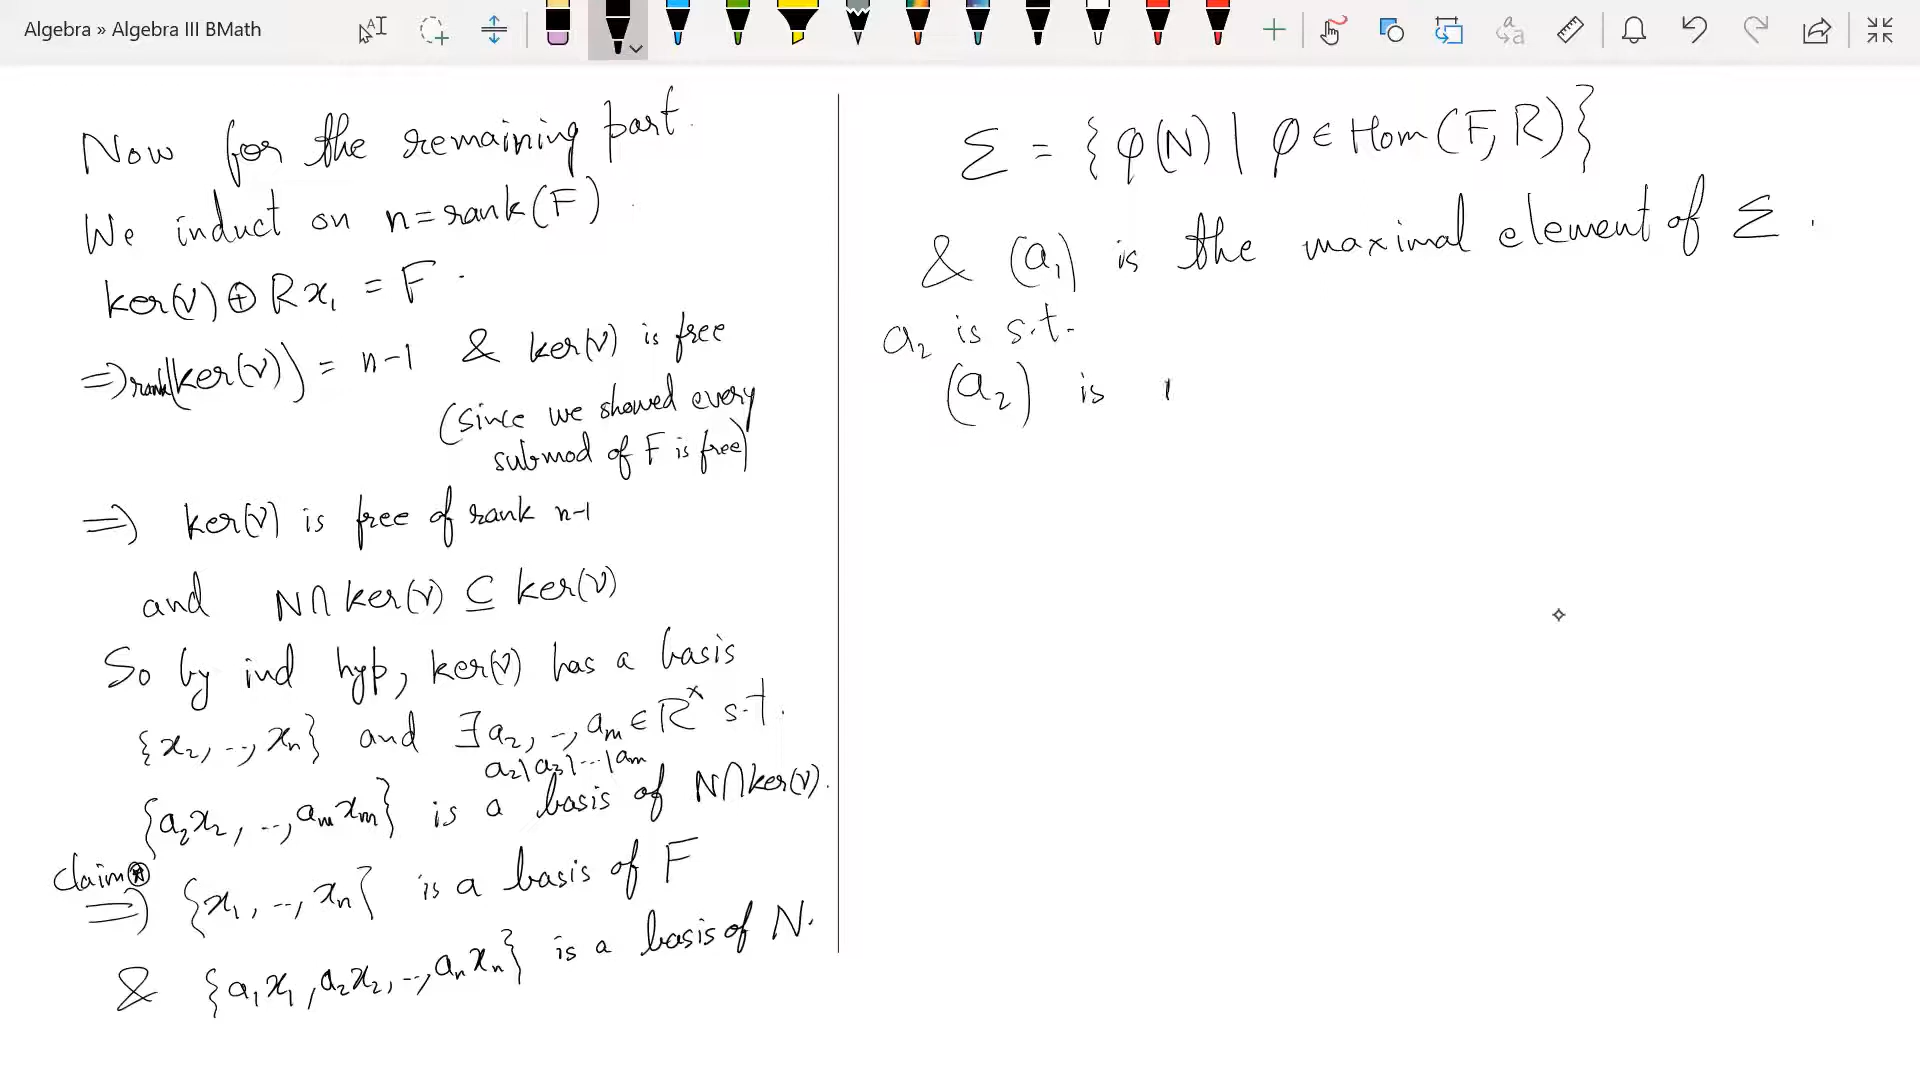 Algebra » Algebra III BMath
Now for the remaining part.
We induct on n=rank(F).
ker(ν) ⊕ Rx₁ = F.
⇒ rank(ker(ν)) = n-1 & ker(ν) is free
(since we showed every
submod of F is free)
⇒ ker(ν) is free of rank n-1
and N∩ker(ν) ⊆ ker(ν)
So by ind hyp, ker(ν) has a basis
{x₂, .., xₙ} and ∃ a₂, .., aₘ ∈ Rˣ s.t.
a₂|a₃|...|aₘ
{a₂x₂, .., aₘxₘ} is a basis of N∩ker(ν).
Claim⊛
⇒ {x₁, .., xₙ} is a basis of F
& {a₁x₁, a₂x₂, .., aₙxₙ} is a basis of N.
Σ = {φ(N) | φ ∈ Hom(F, R)}
& (a₁) is the maximal element of Σ.
a₂ is s.t.
(a₂) is